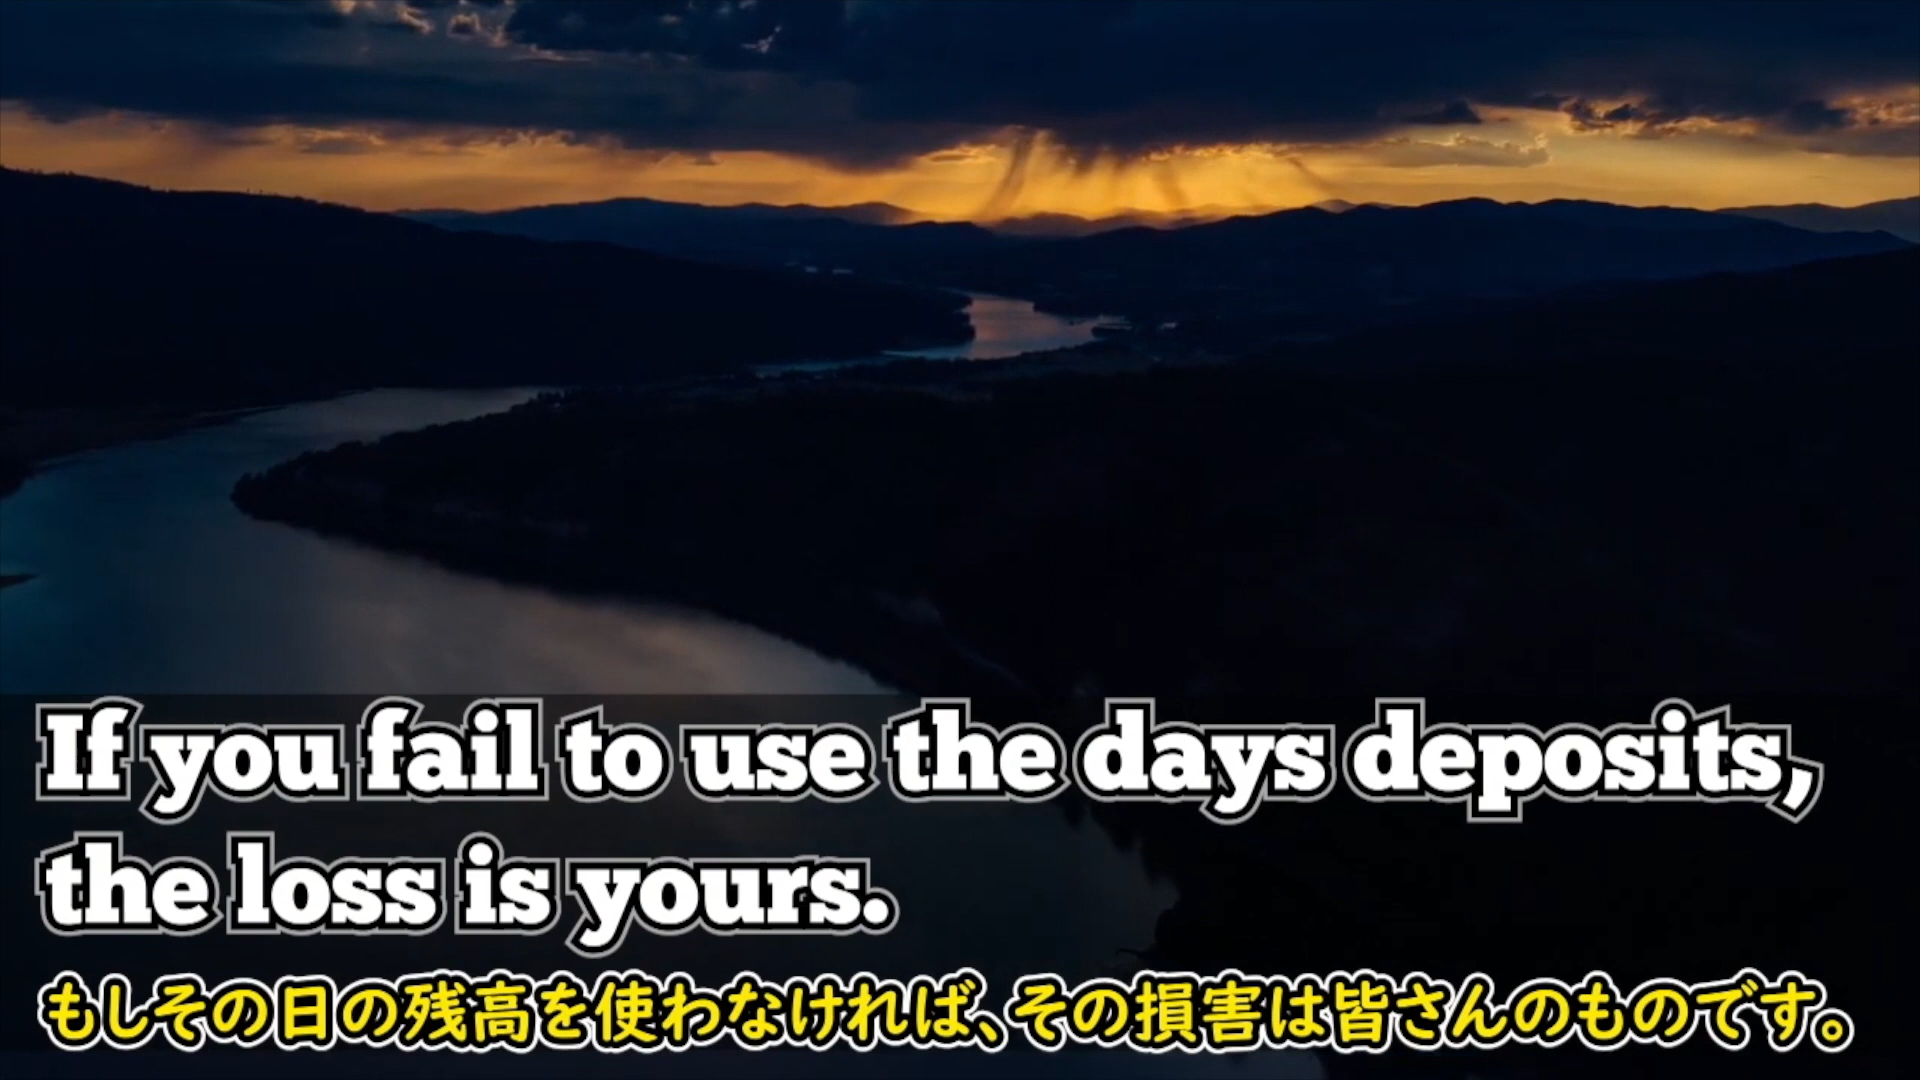 If you fail to use the days deposits,
the loss is yours.
もしその日の残高を使わなければ、その損害は皆さんのものです。